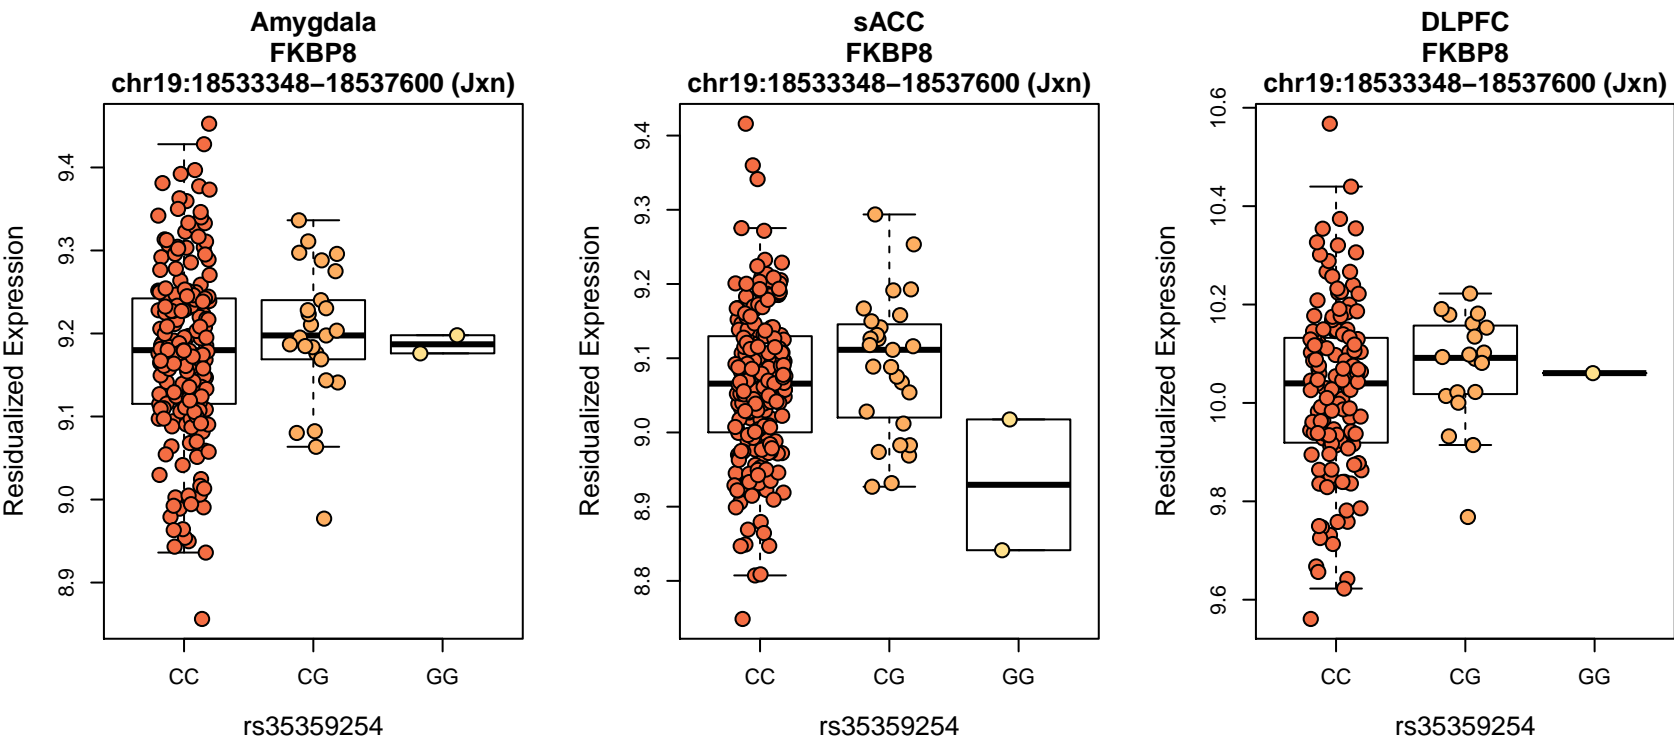 Amygdala
FKBP8
chr19:18533348−18537600 (Jxn)
Residualized Expression
9.4
9.3
9.2
9.1
9.0
8.9
CC
CG
GG
rs35359254
sACC
FKBP8
chr19:18533348−18537600 (Jxn)
Residualized Expression
9.4
9.3
9.2
9.1
9.0
8.9
8.8
CC
CG
GG
rs35359254
DLPFC
FKBP8
chr19:18533348−18537600 (Jxn)
Residualized Expression
10.6
10.4
10.2
10.0
9.8
9.6
CC
CG
GG
rs35359254